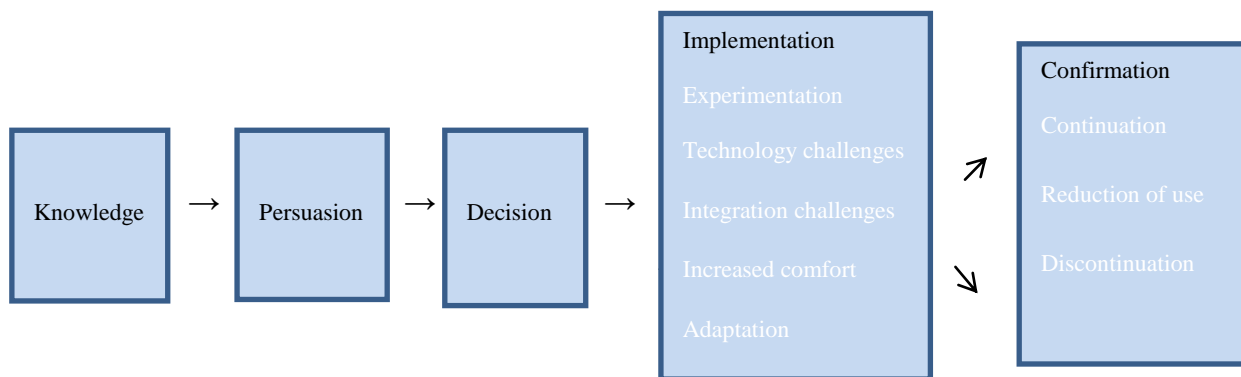 Knowledge
→
Persuasion
→
Decision
→
Implementation
Experimentation
Technology challenges
Integration challenges
Increased comfort
Adaptation
Confirmation
Continuation
Reduction of use
Discontinuation